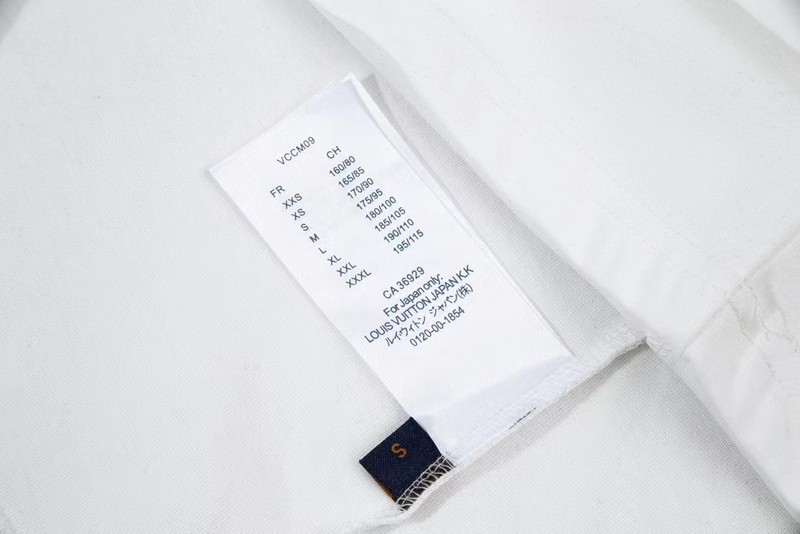 VCCM09
FR CH
XXS 160/80
XS 165/85
S 170/90
M 175/95
L 180/100
XL 185/105
XXL 190/110
XXXL 195/115
CA 36929
For Japan only:
LOUIS VUITTON JAPAN K.K
ルイ・ウィトン ジャパン(株)
0120-00-1854
S